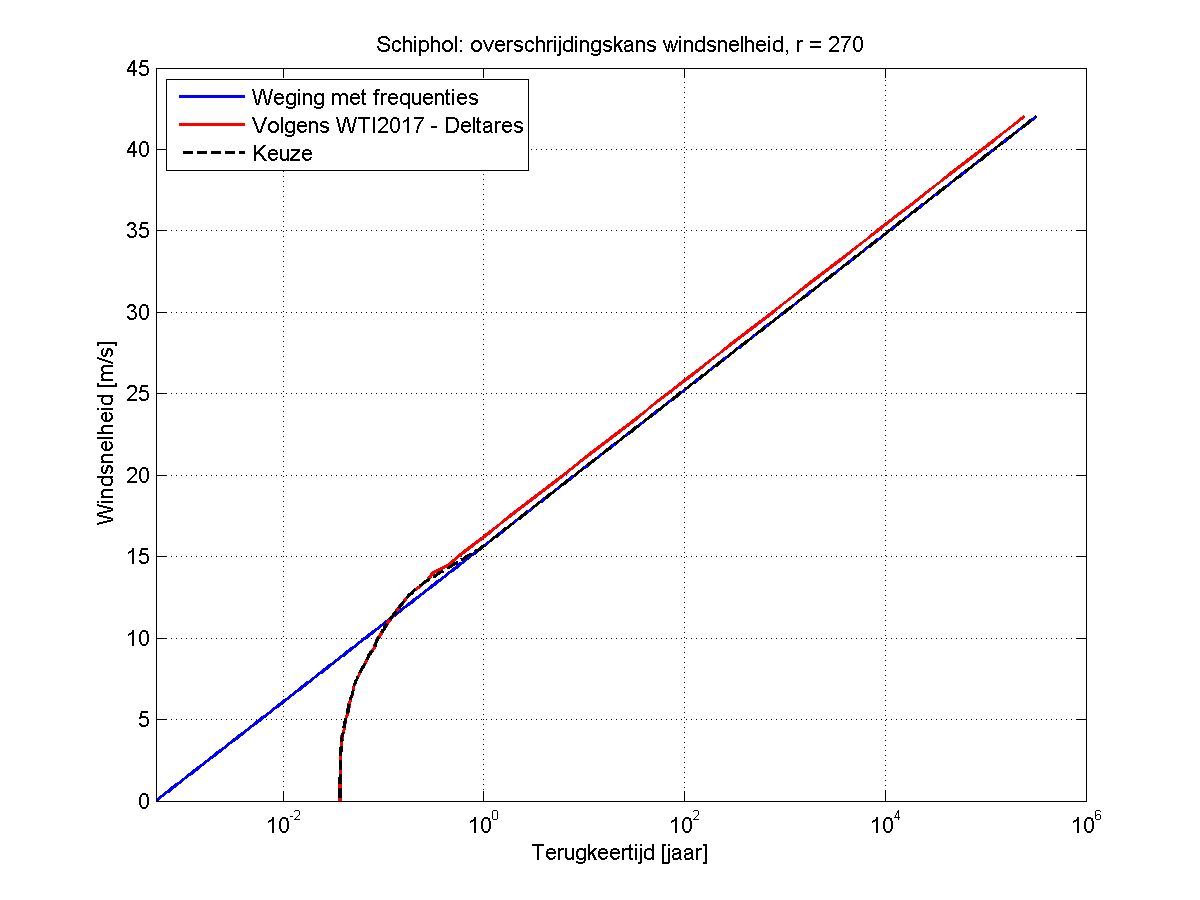 Schiphol: overschrijdingskans windsnelheid, r = 270
45
40
35
30
25
20
15
10
5
0
Weging met frequenties
Volgens WTI2017 - Deltares
Keuze
Windsnelheid [m/s]
10^-2
10^0
10^2
10^4
10^6
Terugkeertijd [jaar]